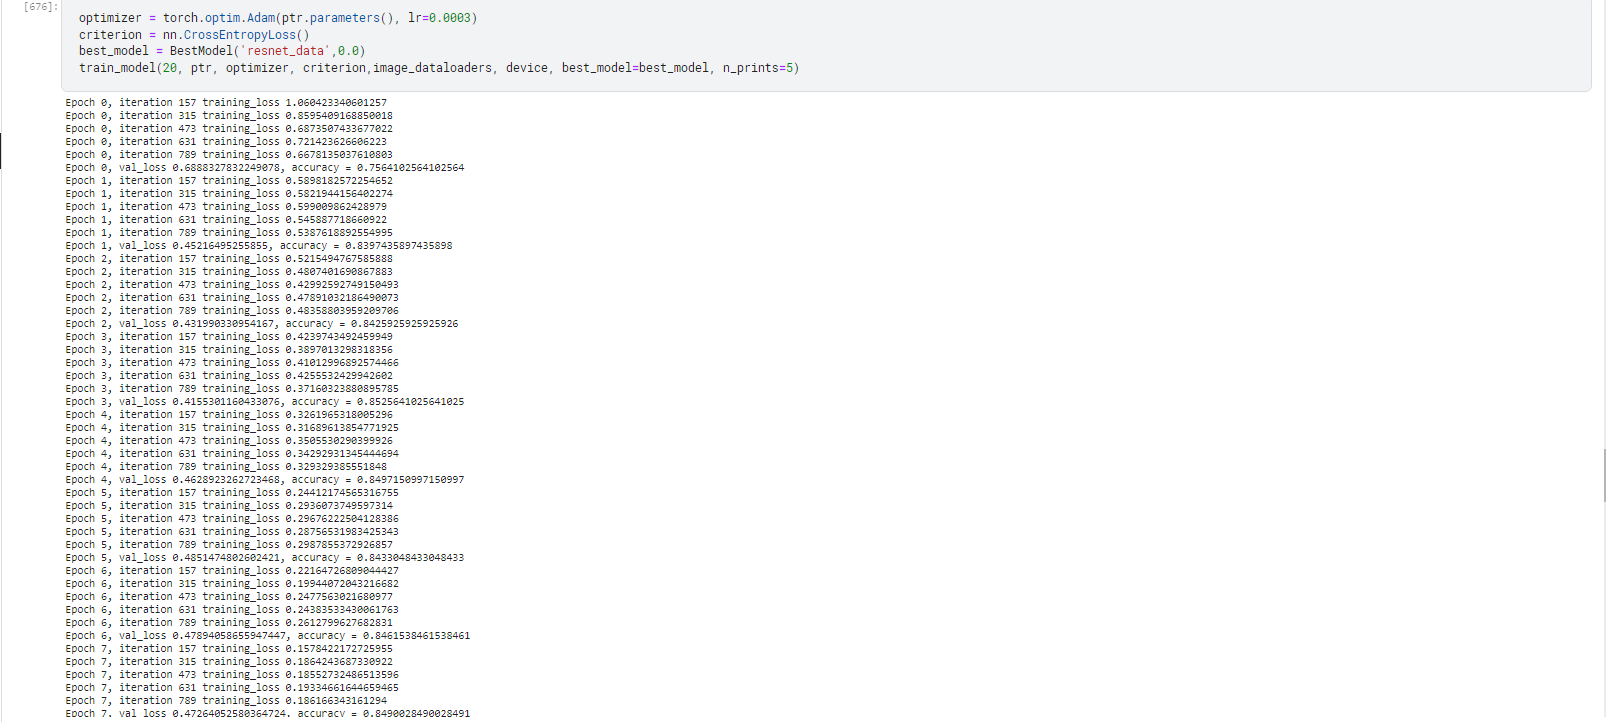 [676]:
optimizer = torch.optim.Adam(ptr.parameters(), lr=0.0003)
criterion = nn.CrossEntropyLoss()
best_model = BestModel('resnet_data',0.0)
train_model(20, ptr, optimizer, criterion,image_dataloaders, device, best_model=best_model, n_prints=5)
Epoch 0, iteration 157 training_loss 1.060423340601257
Epoch 0, iteration 315 training_loss 0.8595409168850018
Epoch 0, iteration 473 training_loss 0.6873507433677022
Epoch 0, iteration 631 training_loss 0.721423626606223
Epoch 0, iteration 789 training_loss 0.6678135037610803
Epoch 0, val_loss 0.6888327832249078, accuracy = 0.7564102564102564
Epoch 1, iteration 157 training_loss 0.5898182572254652
Epoch 1, iteration 315 training_loss 0.5821944156402274
Epoch 1, iteration 473 training_loss 0.599009862428979
Epoch 1, iteration 631 training_loss 0.545887718660922
Epoch 1, iteration 789 training_loss 0.5387618892554995
Epoch 1, val_loss 0.45216495255855, accuracy = 0.8397435897435898
Epoch 2, iteration 157 training_loss 0.5215494767585888
Epoch 2, iteration 315 training_loss 0.4807401690867883
Epoch 2, iteration 473 training_loss 0.42992592749150493
Epoch 2, iteration 631 training_loss 0.47891032186490073
Epoch 2, iteration 789 training_loss 0.48358803959209706
Epoch 2, val_loss 0.431990330954167, accuracy = 0.8425925925925926
Epoch 3, iteration 157 training_loss 0.4239743492459949
Epoch 3, iteration 315 training_loss 0.3897013298318356
Epoch 3, iteration 473 training_loss 0.41012996892574466
Epoch 3, iteration 631 training_loss 0.4255532429942602
Epoch 3, iteration 789 training_loss 0.37160323880895785
Epoch 3, val_loss 0.4155301160433076, accuracy = 0.8525641025641025
Epoch 4, iteration 157 training_loss 0.3261965318005296
Epoch 4, iteration 315 training_loss 0.31689613854771925
Epoch 4, iteration 473 training_loss 0.3505530290399926
Epoch 4, iteration 631 training_loss 0.34292931345444694
Epoch 4, iteration 789 training_loss 0.329329385551848
Epoch 4, val_loss 0.4628923262723468, accuracy = 0.8497150997150997
Epoch 5, iteration 157 training_loss 0.24412174565316755
Epoch 5, iteration 315 training_loss 0.2936073749597314
Epoch 5, iteration 473 training_loss 0.29676222504128386
Epoch 5, iteration 631 training_loss 0.28756531983425343
Epoch 5, iteration 789 training_loss 0.2987855372926857
Epoch 5, val_loss 0.4851474802602421, accuracy = 0.8433048433048433
Epoch 6, iteration 157 training_loss 0.22164726809044427
Epoch 6, iteration 315 training_loss 0.19944072043216682
Epoch 6, iteration 473 training_loss 0.2477563021680977
Epoch 6, iteration 631 training_loss 0.24383533430061763
Epoch 6, iteration 789 training_loss 0.2612799627682831
Epoch 6, val_loss 0.47894058655947447, accuracy = 0.8461538461538461
Epoch 7, iteration 157 training_loss 0.1578422172725955
Epoch 7, iteration 315 training_loss 0.1864243687330922
Epoch 7, iteration 473 training_loss 0.18552732486513596
Epoch 7, iteration 631 training_loss 0.19334661644659465
Epoch 7, iteration 789 training_loss 0.186166343161294
Epoch 7, val_loss 0.47264052580364724, accuracy = 0.8490028490028491